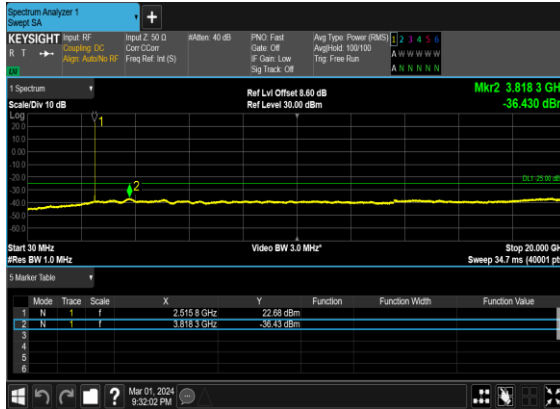 Spectrum Analyzer 1
Swept SA
+
KEYSIGHT Input: RF Input Z: 50 Ω #Atten: 40 dB PNO: Fast Avg Type: Power (RMS) 1 2 3 4 5 6
R T Coupling: DC Corr CCorr Gate: Off Avg|Hold: 100/100 A W W W W W
Align: Auto/No RF Freq Ref: Int (S) IF Gain: Low Trig: Free Run
LU Sig Track: Off A N N N N N
1 Spectrum Ref Lvl Offset 8.60 dB Mkr2 3.818 3 GH
Scale/Div 10 dB Ref Level 30.00 dBm -36.430 dBm
Log
1
20.0
10.0
0.00
-10.0
-20.0 DL1 -25.00 dB
-30.0 2
-40.0
-50.0
-60.0
Start 30 MHz Video BW 3.0 MHz* Stop 20.000 GH
#Res BW 1.0 MHz Sweep 34.7 ms (40001 pt
5 Marker Table
Mode Trace Scale X Y Function Function Width Function Value
1 N 1 f 2.515 8 GHz 22.68 dBm
2 N 1 f 3.818 3 GHz -36.43 dBm
3
4
5
6
? Mar 01, 2024
9:32:02 PM